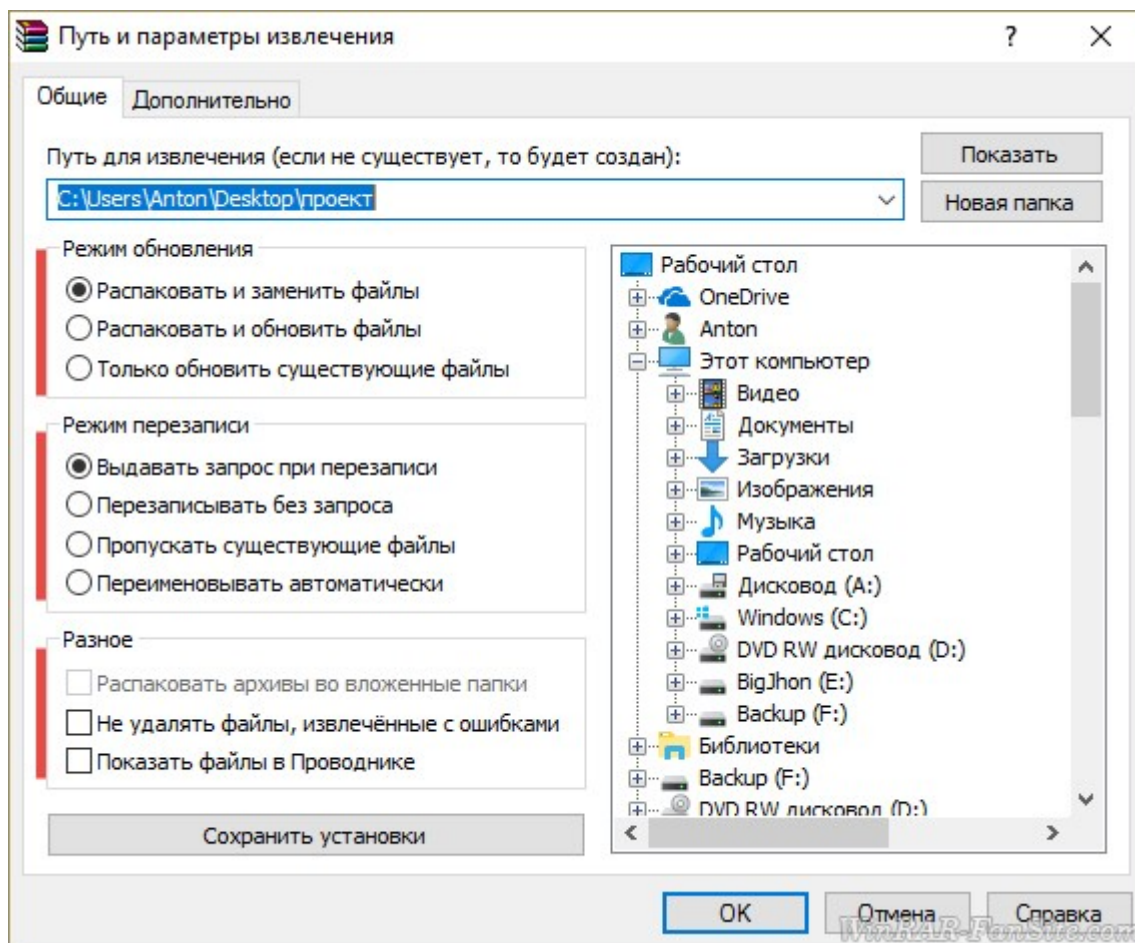 Путь и параметры извлечения
?
Общие
Дополнительно
Путь для извлечения (если не существует, то будет создан):
Показать
C:\Users\Anton\Desktop\проект
Новая папка
Режим обновления
Распаковать и заменить файлы
Распаковать и обновить файлы
Только обновить существующие файлы
Режим перезаписи
Выдавать запрос при перезаписи
Перезаписывать без запроса
Пропускать существующие файлы
Переименовывать автоматически
Разное
Распаковать архивы во вложенные папки
Не удалять файлы, извлечённые с ошибками
Показать файлы в Проводнике
Сохранить установки
Рабочий стол
OneDrive
Anton
Этот компьютер
Видео
Документы
Загрузки
Изображения
Музыка
Рабочий стол
Дисковод (A:)
Windows (C:)
DVD RW дисковод (D:)
BigJhon (E:)
Backup (F:)
Библиотеки
Backup (F:)
DVD RW дисковод (D:)
OK
Отмена
Справка
WinRAR-FanSite.com